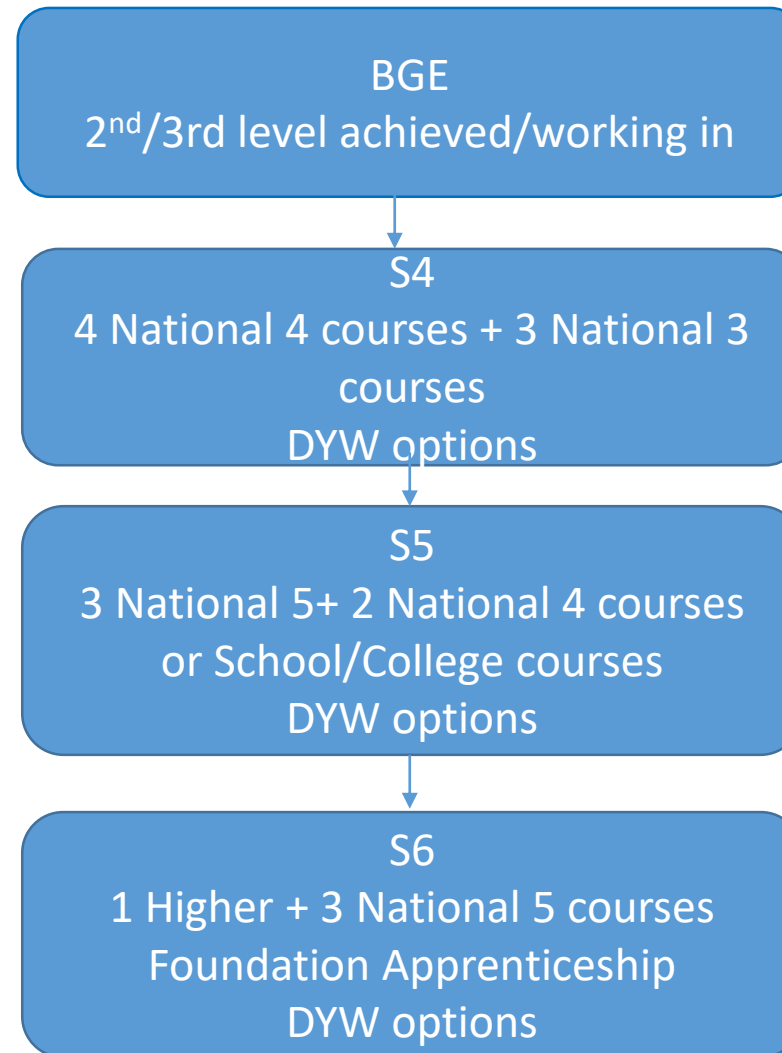 BGE
2nd/3rd level achieved/working in
S4
4 National 4 courses + 3 National 3
courses
DYW options
S5
3 National 5+ 2 National 4 courses
or School/College courses
DYW options
S6
1 Higher + 3 National 5 courses
Foundation Apprenticeship
DYW options